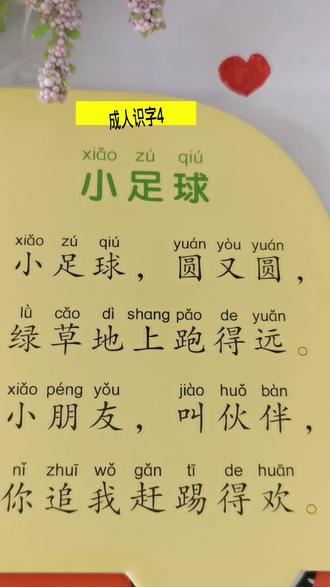 成人识字4
xiǎo zú qiú
小足球
xiǎo zú qiú yuán yòu yuán
小足球，圆又圆，
lǜ cǎo dì shang pǎo de yuǎn
绿草地上跑得远。
xiǎo péng yǒu jiào huǒ bàn
小朋友，叫伙伴，
nǐ zhuī wǒ gǎn tī de huān
你追我赶踢得欢。